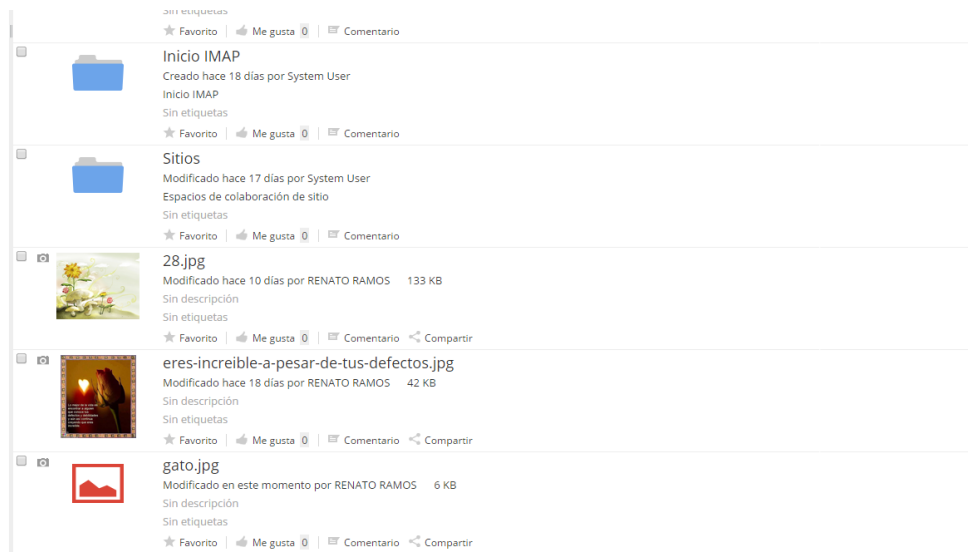 Sin etiquetas
Favorito Me gusta 0 Comentario
Inicio IMAP
Creado hace 18 días por System User
Inicio IMAP
Sin etiquetas
Favorito Me gusta 0 Comentario
Sitios
Modificado hace 17 días por System User
Espacios de colaboración de sitio
Sin etiquetas
Favorito Me gusta 0 Comentario
28.jpg
Modificado hace 10 días por RENATO RAMOS 133 KB
Sin descripción
Sin etiquetas
Favorito Me gusta 0 Comentario Compartir
eres-increible-a-pesar-de-tus-defectos.jpg
Modificado hace 18 días por RENATO RAMOS 42 KB
Sin descripción
Sin etiquetas
Favorito Me gusta 0 Comentario Compartir
gato.jpg
Modificado en este momento por RENATO RAMOS 6 KB
Sin descripción
Sin etiquetas
Favorito Me gusta 0 Comentario Compartir